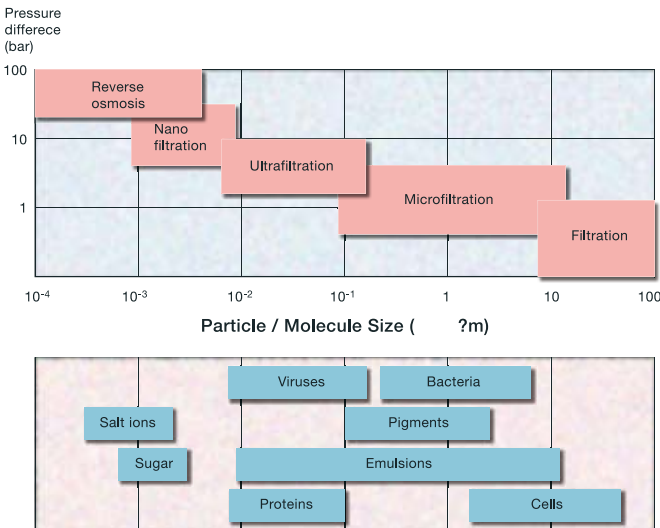 Pressure
differece
(bar)
100
Reverse
osmosis
Nano
filtration
10
Ultrafiltration
Microfiltration
1
Filtration
10-4
10-3
10-2
10-1
1
10
100
Particle / Molecule Size ( ?m)
Viruses
Bacteria
Salt ions
Pigments
Sugar
Emulsions
Proteins
Cells